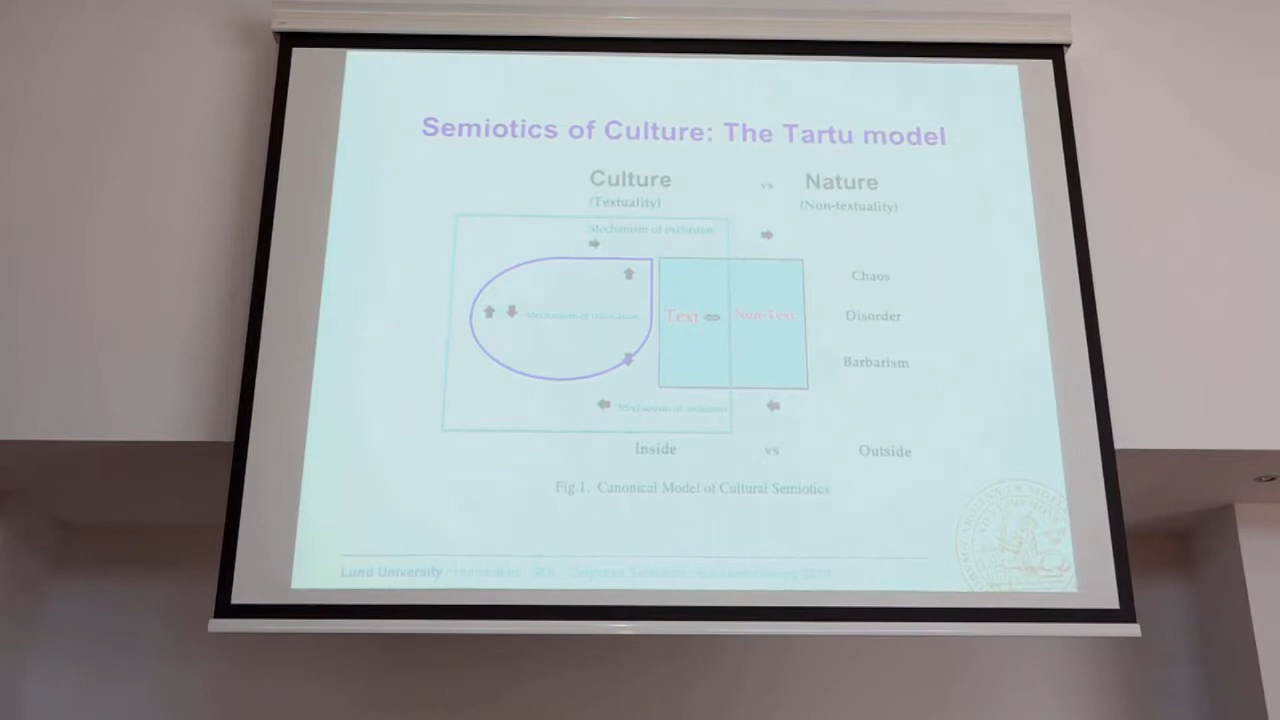 Semiotics of Culture: The Tartu model
Culture vs Nature
(Textuality) (Non-textuality)
Mechanism of exclusion
Chaos
Mechanism of translation Text Non-Text Disorder
Barbarism
Mechanism of inclusion
Inside vs Outside
Fig.1. Canonical Model of Cultural Semiotics
Lund University / Humanities